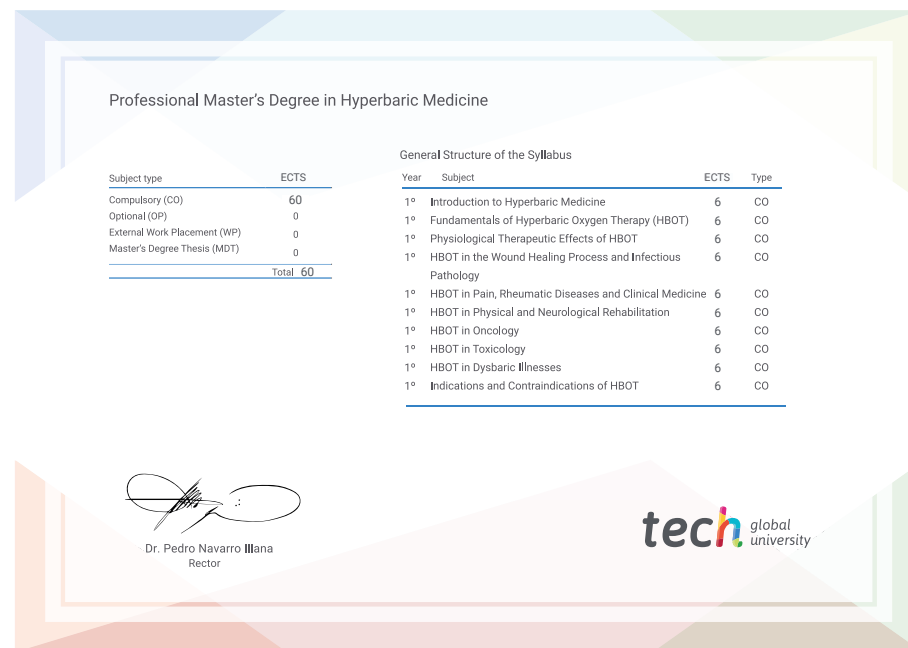 Professional Master's Degree in Hyperbaric Medicine
Subject type ECTS
Compulsory (CO) 60
Optional (OP) 0
External Work Placement (WP) 0
Master's Degree Thesis (MDT) 0
Total 60
General Structure of the Syllabus
Year Subject ECTS Type
1º Introduction to Hyperbaric Medicine 6 CO
1º Fundamentals of Hyperbaric Oxygen Therapy (HBOT) 6 CO
1º Physiological Therapeutic Effects of HBOT 6 CO
1º HBOT in the Wound Healing Process and Infectious 6 CO
Pathology
1º HBOT in Pain, Rheumatic Diseases and Clinical Medicine 6 CO
1º HBOT in Physical and Neurological Rehabilitation 6 CO
1º HBOT in Oncology 6 CO
1º HBOT in Toxicology 6 CO
1º HBOT in Dysbaric Illnesses 6 CO
1º Indications and Contraindications of HBOT 6 CO
Dr. Pedro Navarro Illana
Rector
tech global
university